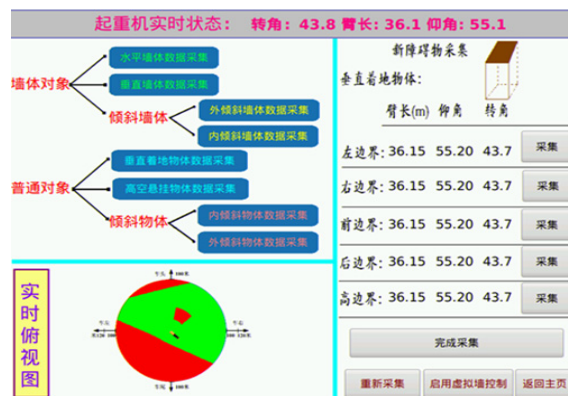 起重机实时状态： 转角：43.8 臂长：36.1 仰角：55.1
墙体对象
水平墙体数据采集
垂直墙体数据采集
倾斜墙体
外倾斜墙体数据采集
内倾斜墙体数据采集
普通对象
垂直着地物体数据采集
高空悬挂物体数据采集
倾斜物体
内倾斜物体数据采集
外倾斜物体数据采集
实时俯视图
新障碍物采集
垂直着地物体：
臂长(m) 仰角 转角
左边界：36.15 55.20 43.7 采集
右边界：36.15 55.20 43.7 采集
前边界：36.15 55.20 43.7 采集
后边界：36.15 55.20 43.7 采集
高边界：36.15 55.20 43.7 采集
完成采集
重新采集 启用虚拟墙控制 返回主页